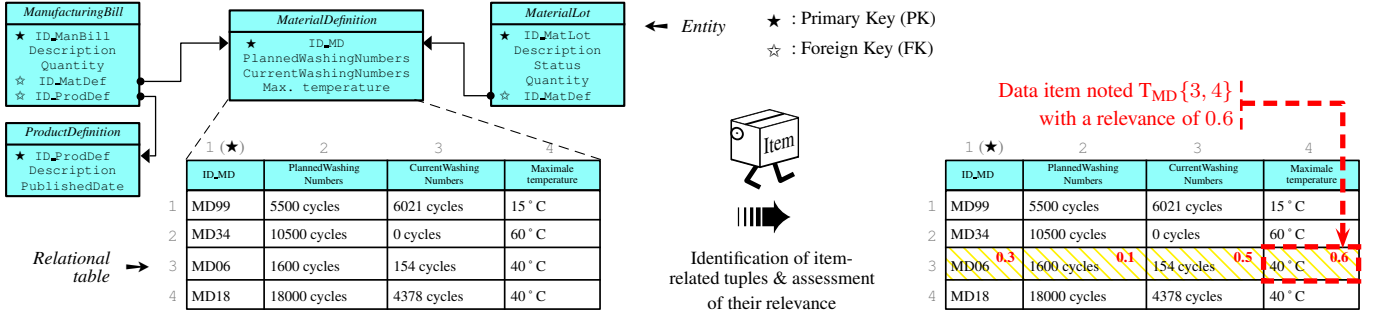 ManufacturingBill
★ ID_ManBill
Description
Quantity
☆ ID_MatDef
☆ ID_ProdDef
ProductDefinition
★ ID_ProdDef
Description
PublishedDate
MaterialDefinition
★ ID_MD
PlannedWashingNumbers
CurrentWashingNumbers
Max. temperature
MaterialLot
★ ID_MatLot
Description
Status
Quantity
☆ ID_MatDef
Entity
★ : Primary Key (PK)
☆ : Foreign Key (FK)
1 (★) 2 3 4
ID_MD PlannedWashing Numbers CurrentWashing Numbers Maximale temperature
1 MD99 5500 cycles 6021 cycles 15°C
2 MD34 10500 cycles 0 cycles 60°C
3 MD06 1600 cycles 154 cycles 40°C
4 MD18 18000 cycles 4378 cycles 40°C
Relational
table
Item
Identification of item-
related tuples & assessment
of their relevance
Data item noted T_MD{3, 4}
with a relevance of 0.6
1 (★) 2 3 4
ID_MD PlannedWashing Numbers CurrentWashing Numbers Maximale temperature
1 MD99 5500 cycles 6021 cycles 15°C
2 MD34 10500 cycles 0 cycles 60°C
3 MD06 0.3 1600 cycles 0.1 154 cycles 0.5 40°C 0.6
4 MD18 18000 cycles 4378 cycles 40°C